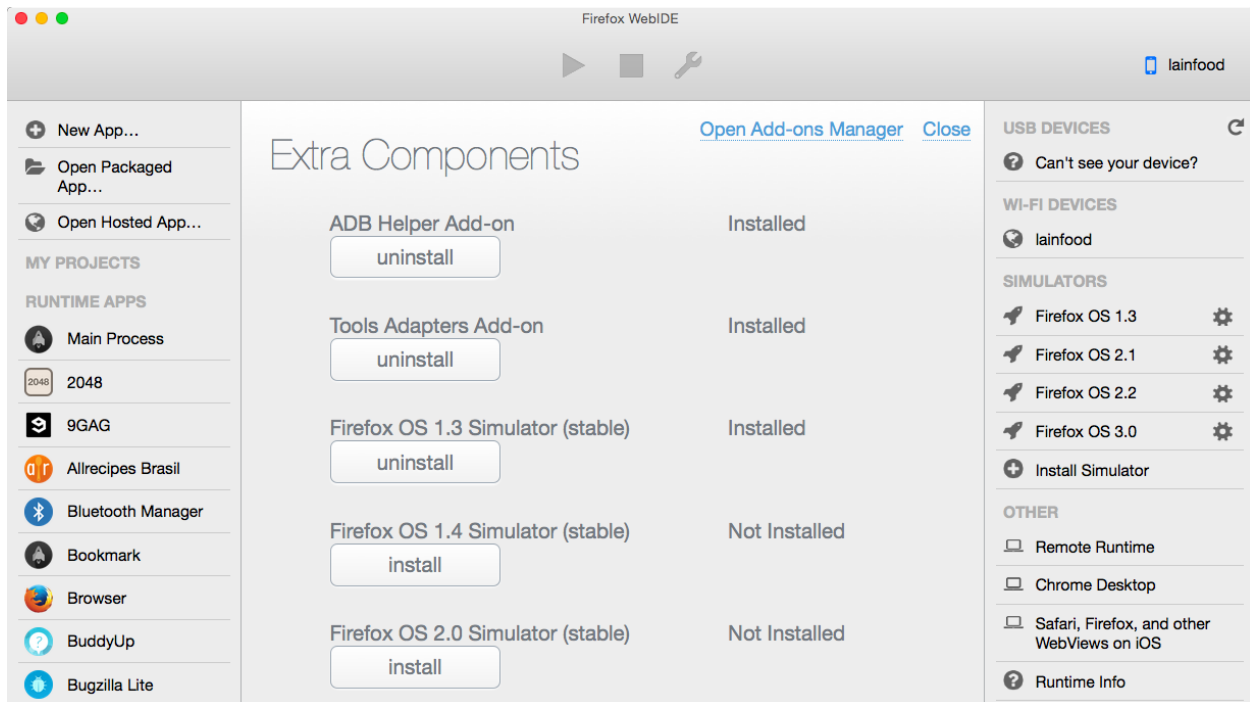 Firefox WebIDE
lainfood
New App...
Open Packaged
App...
Open Hosted App...
MY PROJECTS
RUNTIME APPS
Main Process
2048
2048
9GAG
Allrecipes Brasil
Bluetooth Manager
Bookmark
Browser
BuddyUp
Bugzilla Lite
Open Add-ons Manager Close
Extra Components
ADB Helper Add-on Installed
uninstall
Tools Adapters Add-on Installed
uninstall
Firefox OS 1.3 Simulator (stable) Installed
uninstall
Firefox OS 1.4 Simulator (stable) Not Installed
install
Firefox OS 2.0 Simulator (stable) Not Installed
install
USB DEVICES
Can't see your device?
WI-FI DEVICES
lainfood
SIMULATORS
Firefox OS 1.3
Firefox OS 2.1
Firefox OS 2.2
Firefox OS 3.0
Install Simulator
OTHER
Remote Runtime
Chrome Desktop
Safari, Firefox, and other
WebViews on iOS
Runtime Info